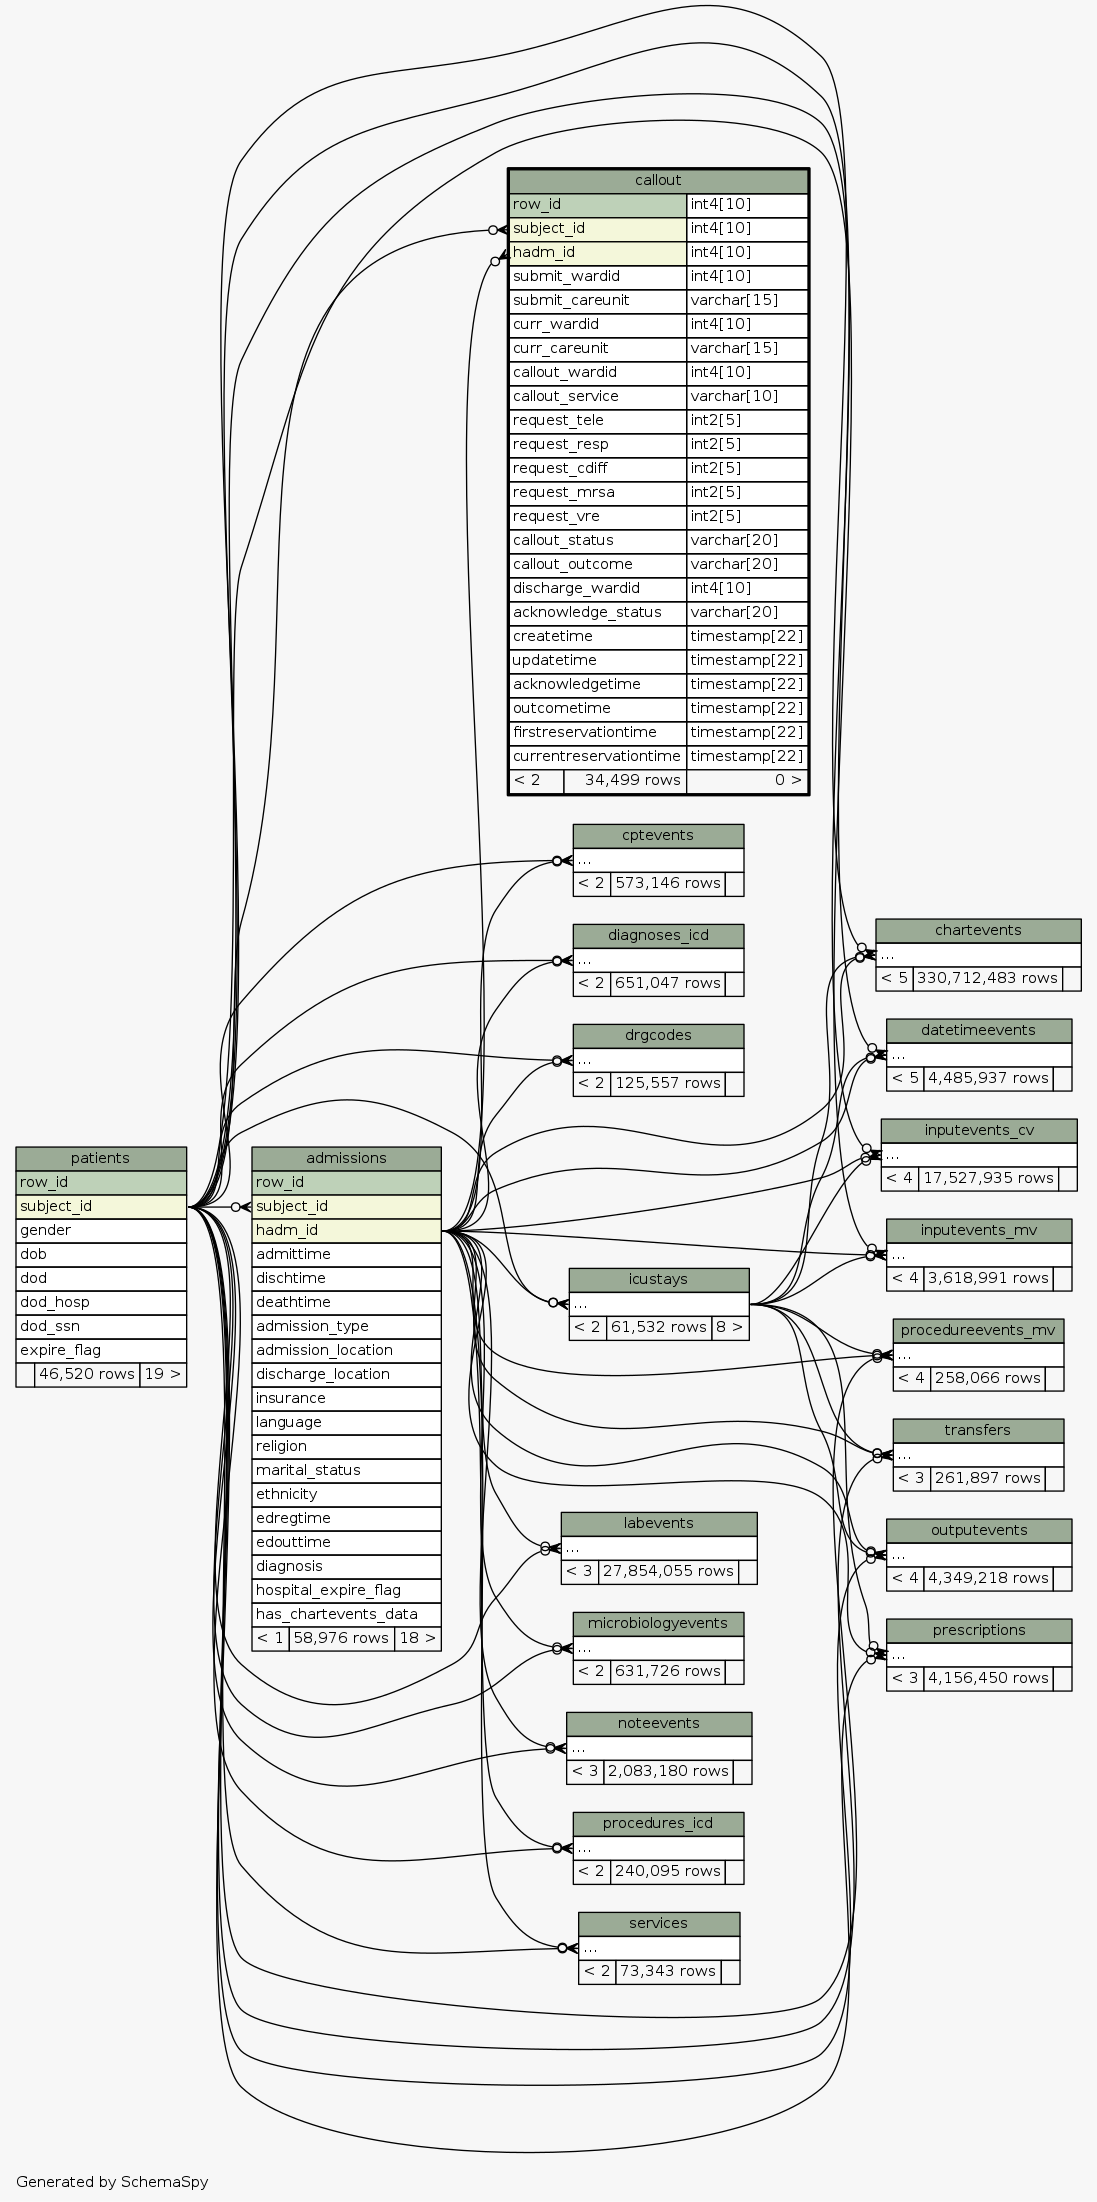 callout
row_id int4[10]
subject_id int4[10]
hadm_id int4[10]
submit_wardid int4[10]
submit_careunit varchar[15]
curr_wardid int4[10]
curr_careunit varchar[15]
callout_wardid int4[10]
callout_service varchar[10]
request_tele int2[5]
request_resp int2[5]
request_cdiff int2[5]
request_mrsa int2[5]
request_vre int2[5]
callout_status varchar[20]
callout_outcome varchar[20]
discharge_wardid int4[10]
acknowledge_status varchar[20]
createtime timestamp[22]
updatetime timestamp[22]
acknowledgetime timestamp[22]
outcometime timestamp[22]
firstreservationtime timestamp[22]
currentreservationtime timestamp[22]
< 2 34,499 rows 0 >
cptevents
...
< 2 573,146 rows
diagnoses_icd
...
< 2 651,047 rows
drgcodes
...
< 2 125,557 rows
patients
row_id
subject_id
gender
dob
dod
dod_hosp
dod_ssn
expire_flag
46,520 rows 19 >
admissions
row_id
subject_id
hadm_id
admittime
dischtime
deathtime
admission_type
admission_location
discharge_location
insurance
language
religion
marital_status
ethnicity
edregtime
edouttime
diagnosis
hospital_expire_flag
has_chartevents_data
< 1 58,976 rows 18 >
icustays
...
< 2 61,532 rows 8 >
labevents
...
< 3 27,854,055 rows
microbiologyevents
...
< 2 631,726 rows
noteevents
...
< 3 2,083,180 rows
procedures_icd
...
< 2 240,095 rows
services
...
< 2 73,343 rows
chartevents
...
< 5 330,712,483 rows
datetimeevents
...
< 5 4,485,937 rows
inputevents_cv
...
< 4 17,527,935 rows
inputevents_mv
...
< 4 3,618,991 rows
procedureevents_mv
...
< 4 258,066 rows
transfers
...
< 3 261,897 rows
outputevents
...
< 4 4,349,218 rows
prescriptions
...
< 3 4,156,450 rows
Generated by SchemaSpy